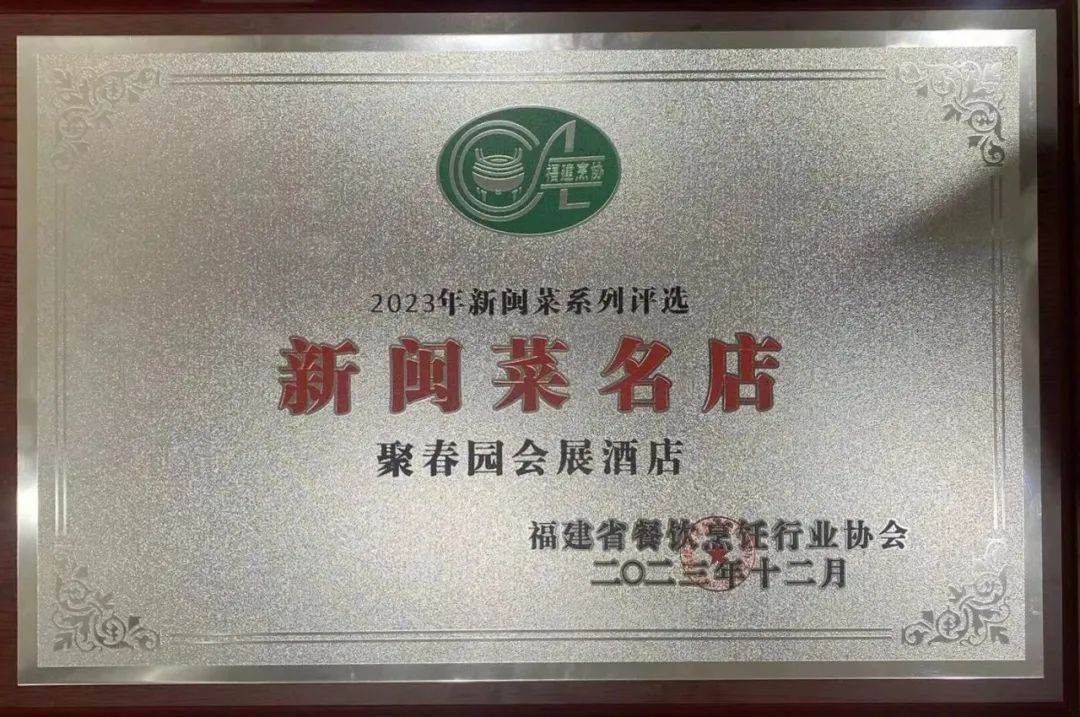 福建烹协
2023年新闽菜系列评选
新闽菜名店
聚春园会展酒店
福建省餐饮烹饪行业协会
二〇二三年十二月